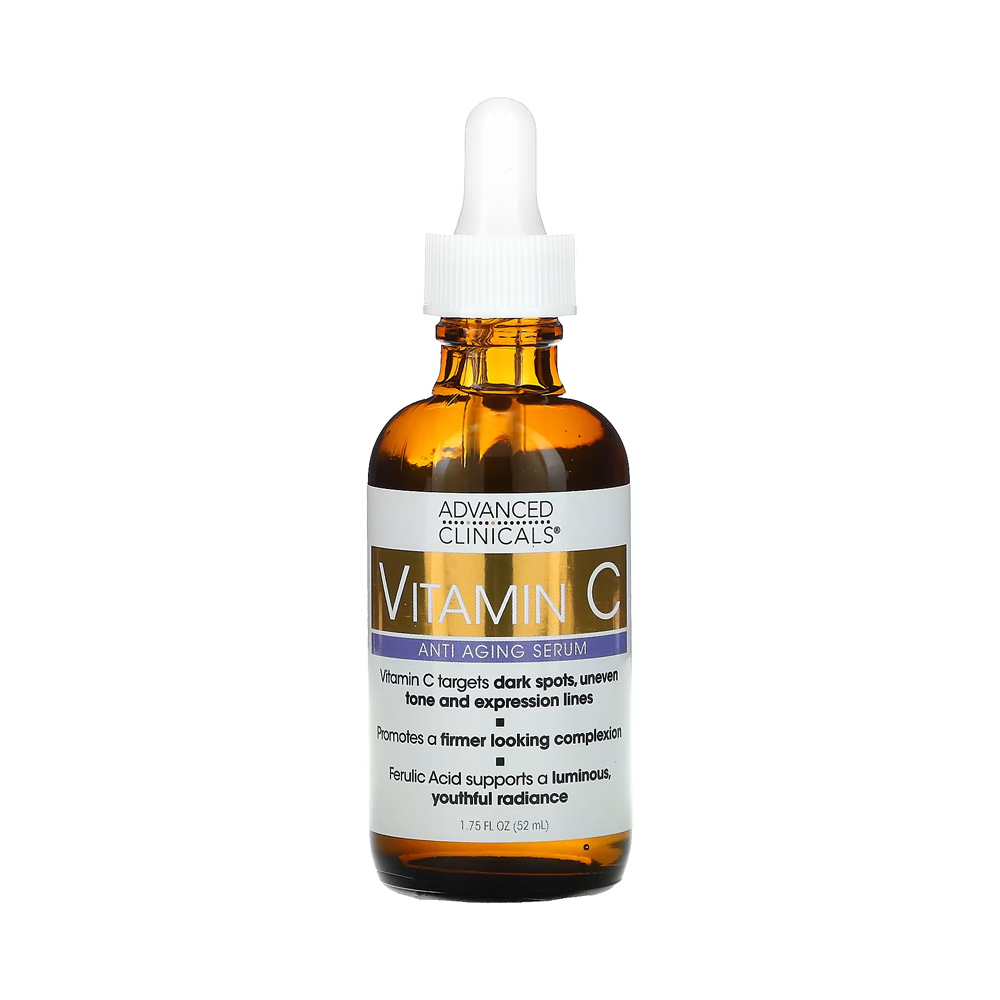 ADVANCED
CLINICALS®
VITAMIN C
ANTI AGING SERUM
Vitamin C targets dark spots, uneven
tone and expression lines
Promotes a firmer looking complexion
Ferulic Acid supports a luminous,
youthful radiance
1.75 FL OZ (52 mL)